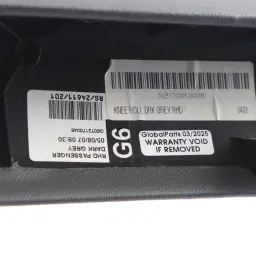 KNEE ROLL DRK GREY RHD
RG/24611/201
G6072170046
05/08/07 09:30
RHD PASSENGER
DARK GREY
G6
GlobalParts 03/2025
WARRANTY VOID
IF REMOVED